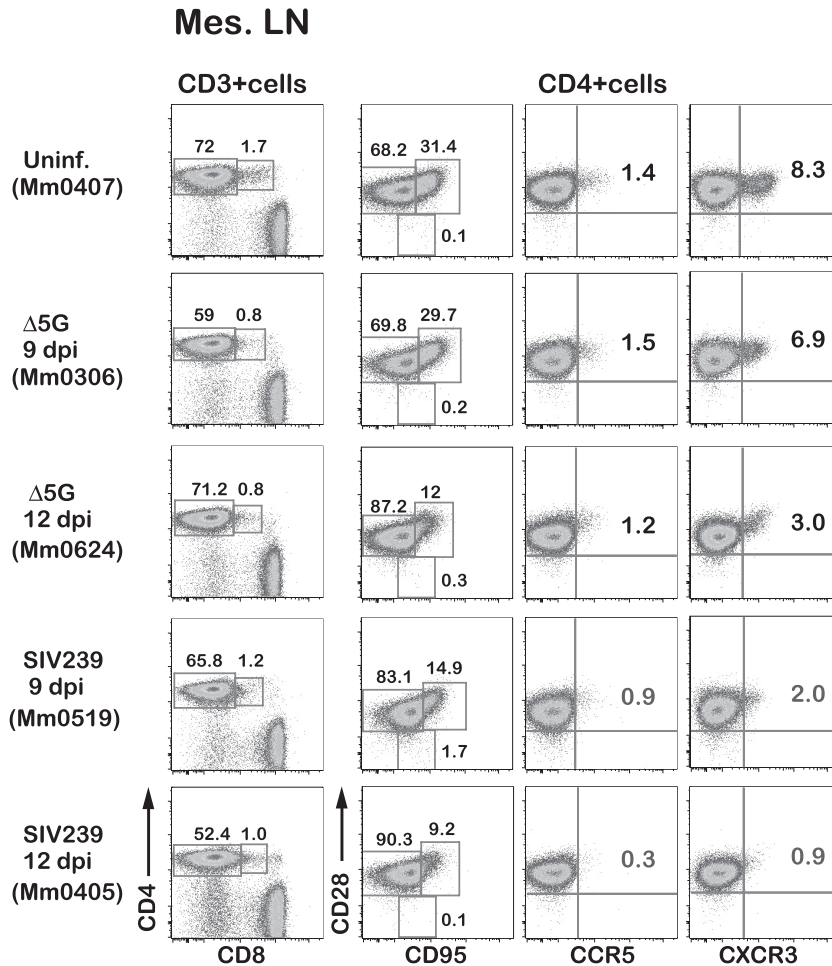 Mes. LN
CD3+cells CD4+cells
Uninf.
(Mm0407)
72 1.7
68.2 31.4
0.1
1.4
8.3
Δ5G
9 dpi
(Mm0306)
59 0.8
69.8 29.7
0.2
1.5
6.9
Δ5G
12 dpi
(Mm0624)
71.2 0.8
87.2 12
0.3
1.2
3.0
SIV239
9 dpi
(Mm0519)
65.8 1.2
83.1 14.9
1.7
0.9
2.0
SIV239
12 dpi
(Mm0405)
52.4 1.0
90.3 9.2
0.1
0.3
0.9
CD4
CD28
CD8 CD95 CCR5 CXCR3